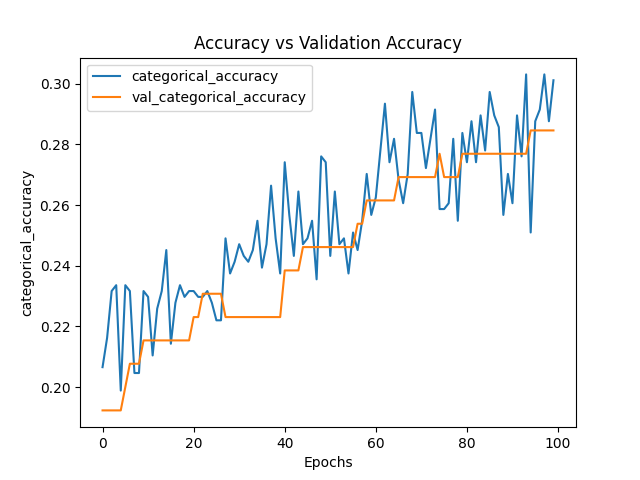 Accuracy vs Validation Accuracy
categorical_accuracy
val_categorical_accuracy
0.30
0.28
0.26
0.24
0.22
0.20
categorical_accuracy
0 20 40 60 80 100
Epochs